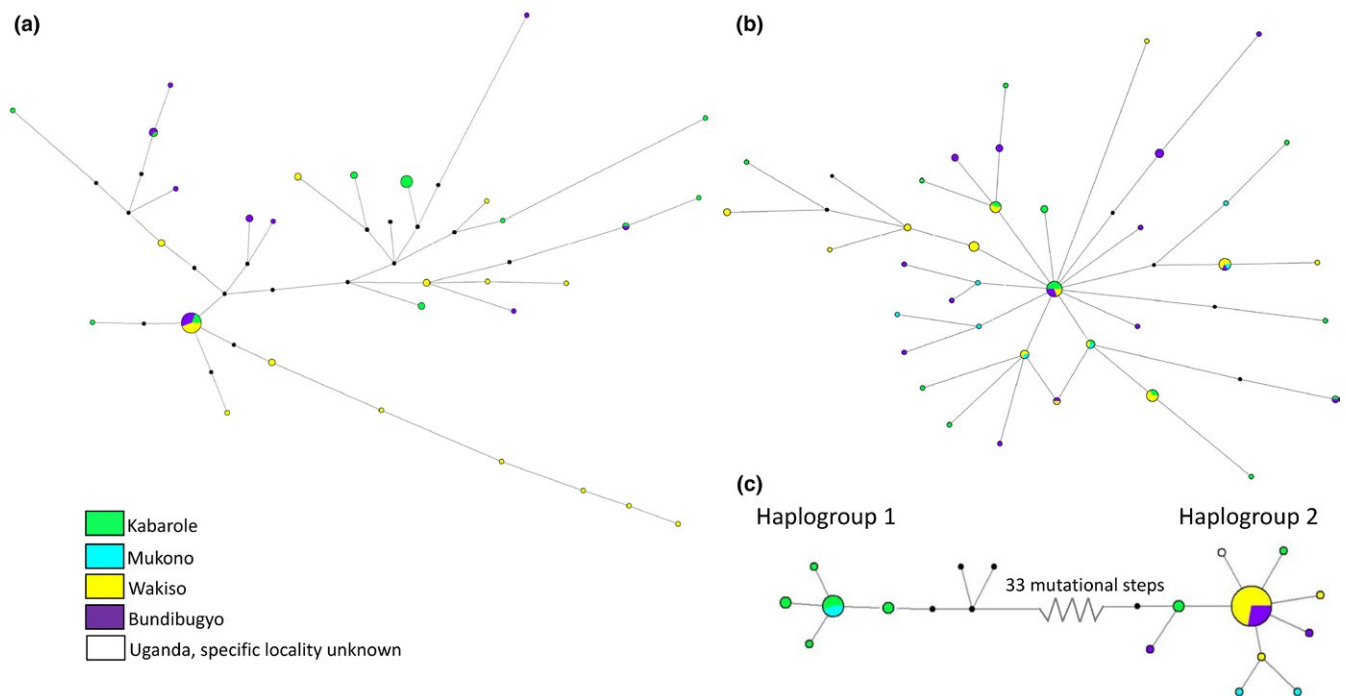 (a)
(b)
(c)
Haplogroup 1
Haplogroup 2
33 mutational steps
Kabarole
Mukono
Wakiso
Bundibugyo
Uganda, specific locality unknown